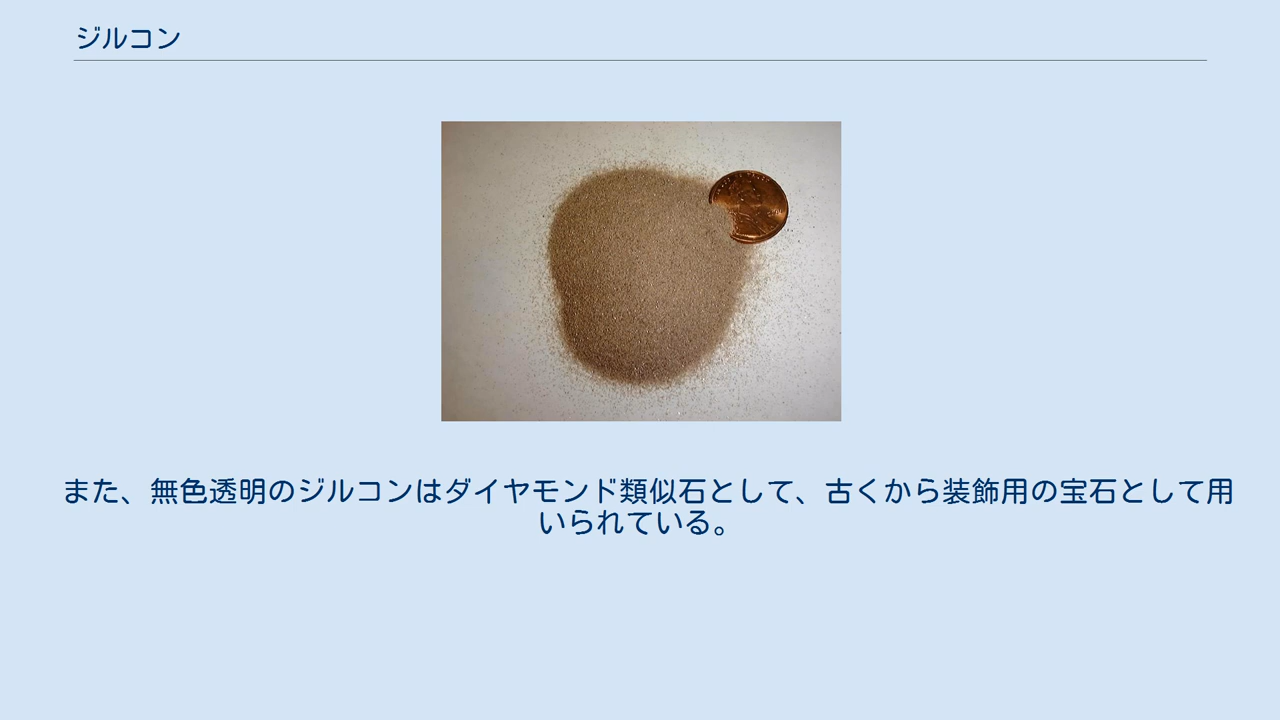 ジルコン
また、無色透明のジルコンはダイヤモンド類似石として、古くから装飾用の宝石として用
いられている。